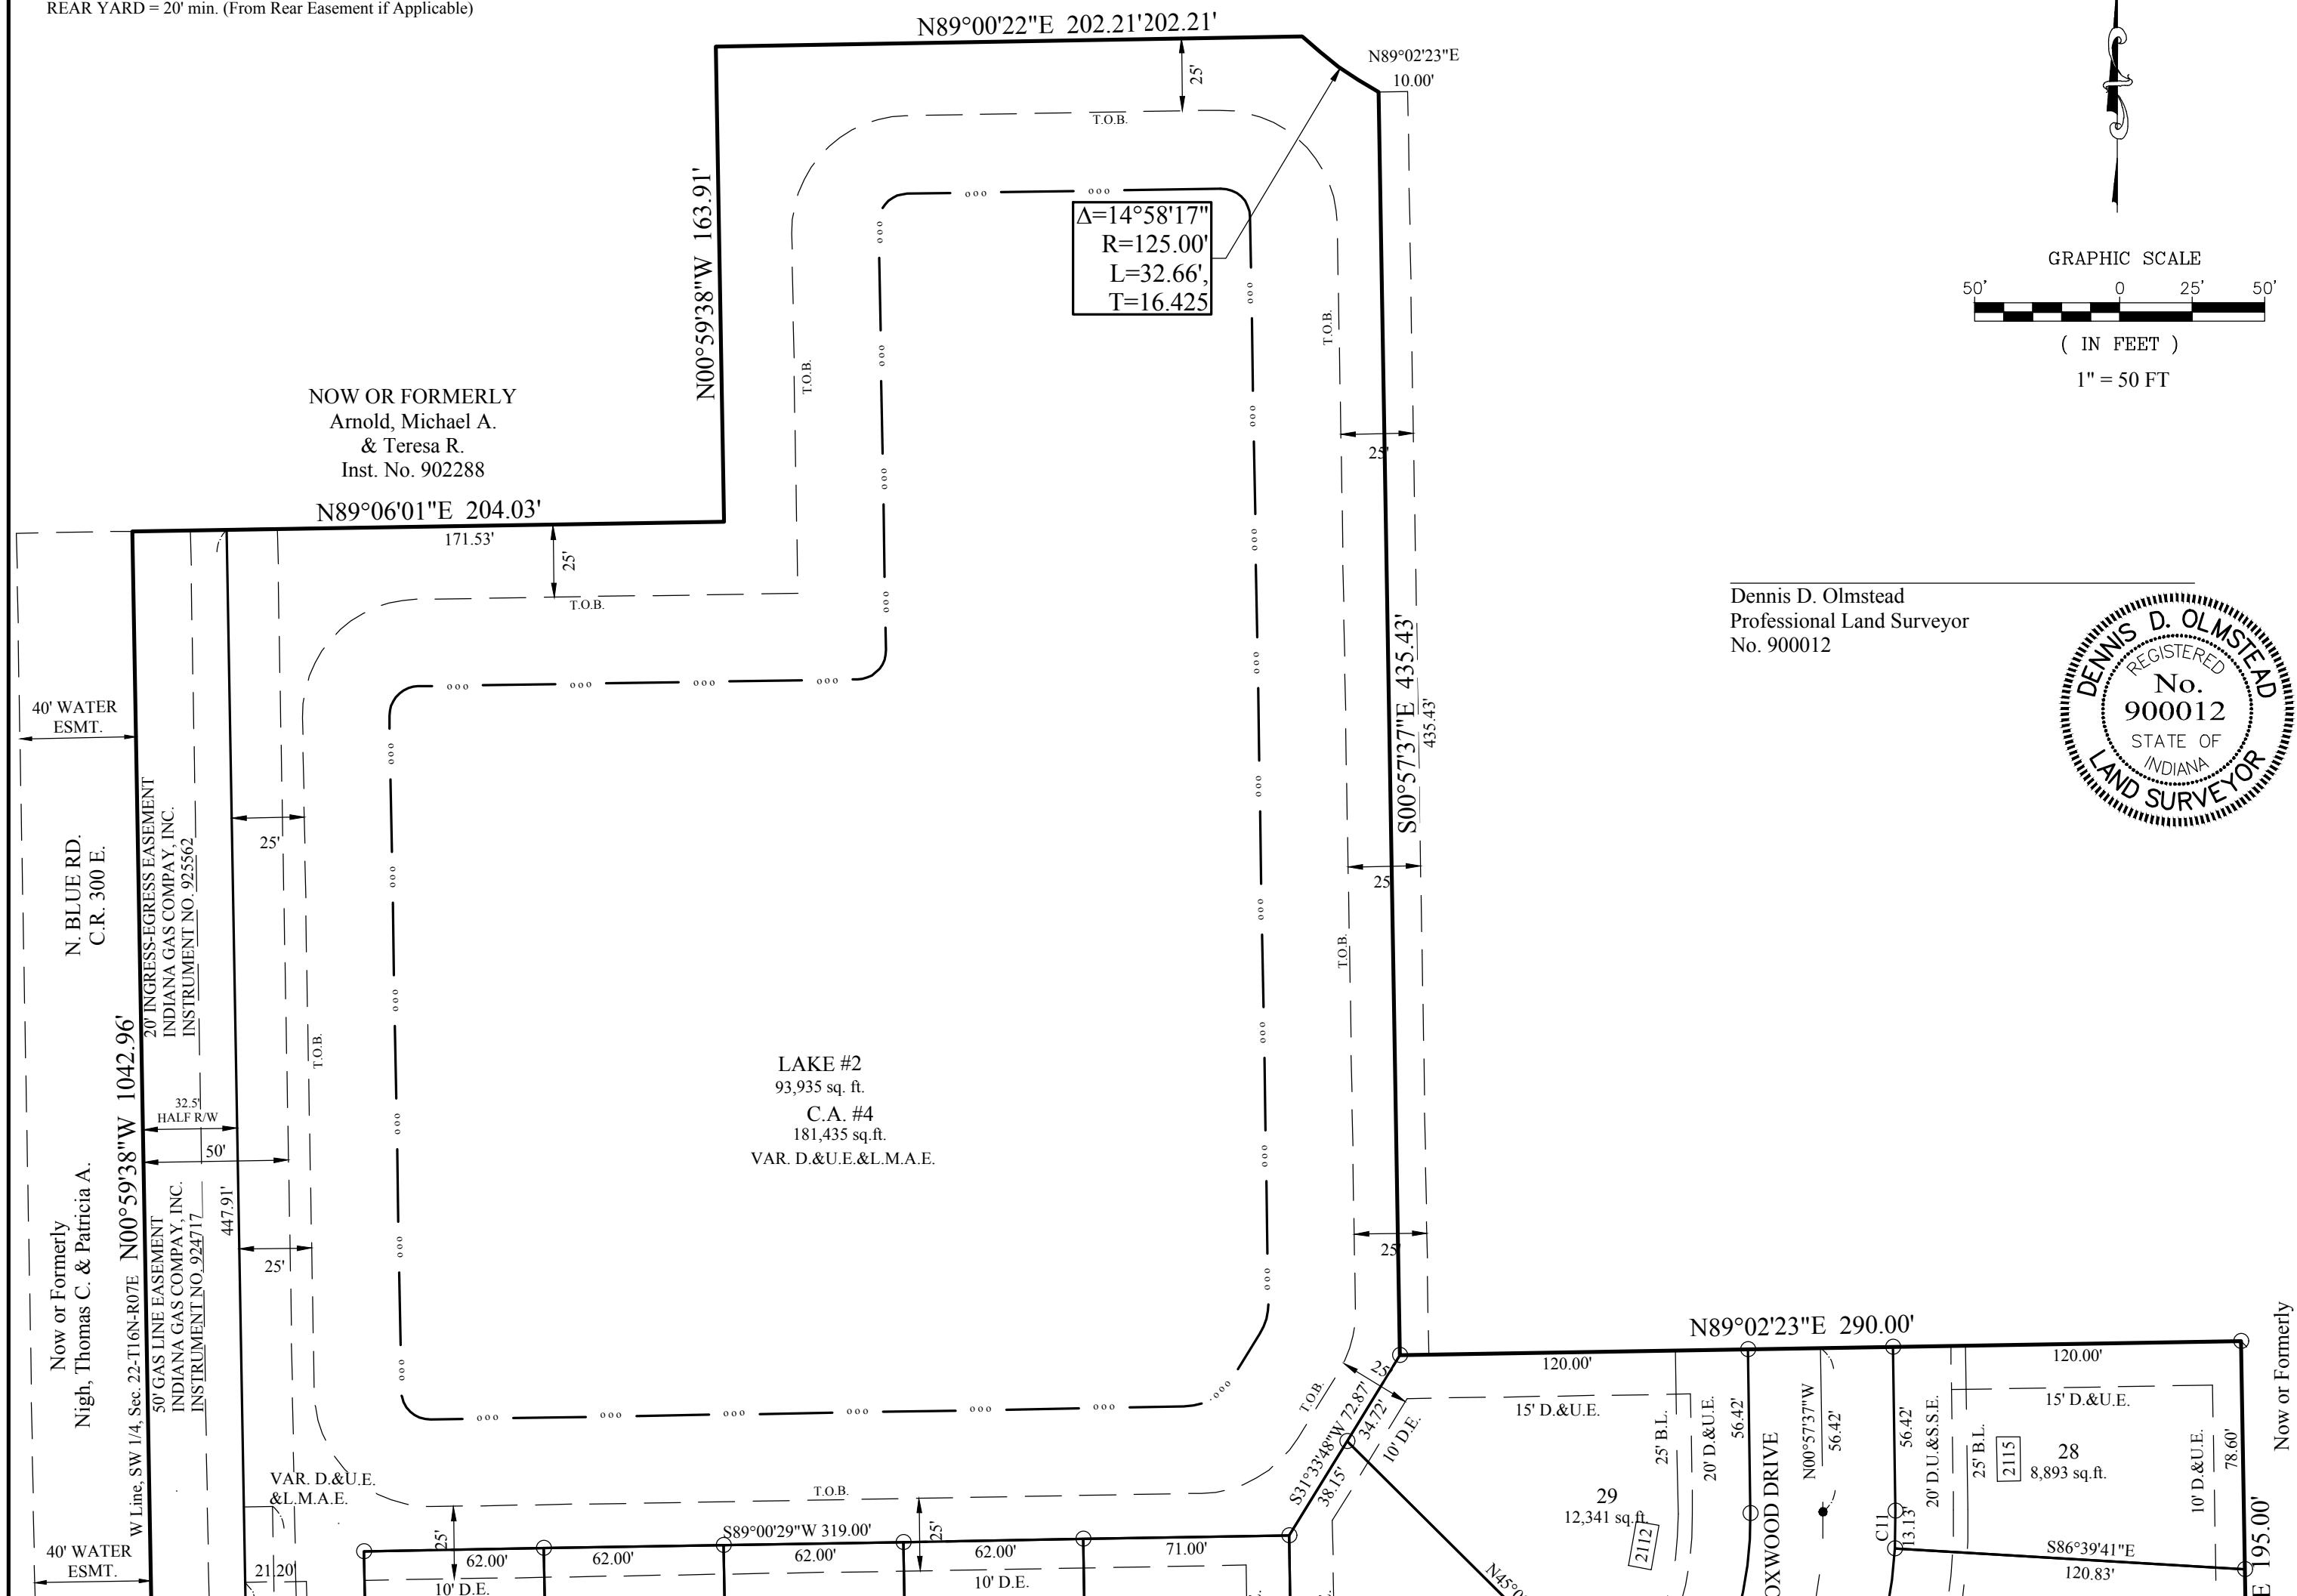 REAR YARD = 20' min. (From Rear Easement if Applicable)
N89°00'22"E 202.21'202.21'
N89°02'23"E
10.00'
25'
T.O.B.
Δ=14°58'17"
R=125.00'
L=32.66',
T=16.425
N00°59'38"W 163.91'
T.O.B.
T.O.B.
GRAPHIC SCALE
50' 0 25' 50'
( IN FEET )
1" = 50 FT
NOW OR FORMERLY
Arnold, Michael A.
& Teresa R.
Inst. No. 902288
25'
N89°06'01"E 204.03'
171.53'
25'
T.O.B.
Dennis D. Olmstead
Professional Land Surveyor
No. 900012
DENNIS D. OLMSTEAD
REGISTERED
No.
900012
STATE OF
INDIANA
LAND SURVEYOR
S00°57'37"E 435.43'
435.43'
40' WATER
ESMT.
20' INGRESS-EGRESS EASEMENT
INDIANA GAS COMPAY, INC.
INSTRUMENT NO. 925562
N. BLUE RD.
C.R. 300 E.
25'
25'
T.O.B.
T.O.B.
N00°59'38"W 1042.96'
W Line, SW 1/4, Sec. 22-T16N-R07E
LAKE #2
93,935 sq. ft.
C.A. #4
181,435 sq.ft.
VAR. D.&U.E.&L.M.A.E.
32.5'
HALF R/W
50'
447.91'
Now or Formerly
Nigh, Thomas C. & Patricia A.
50' GAS LINE EASEMENT
INDIANA GAS COMPAY, INC.
INSTRUMENT NO. 924717
25'
25'
N89°02'23"E 290.00'
120.00'
120.00'
Now or Formerly
25'
T.O.B.
S31°33'48"W 72.87'
34.72'
38.15'
10' D.E.
15' D.&U.E.
25' B.L.
20' D.&U.E.
56.42'
N00°57'37"W
56.42'
56.42'
20' D.U.&S.S.E.
25' B.L.
15' D.&U.E.
2115
28
8,893 sq.ft.
10' D.&U.E.
78.60'
VAR. D.&U.E.
&L.M.A.E.
T.O.B.
29
12,341 sq.ft.
2112
OXWOOD DRIVE
C11
13.13'
S86°39'41"E
120.83'
E 195.00'
S89°00'29"W 319.00'
25'
25'
62.00'
62.00'
62.00'
62.00'
71.00'
10' D.E.
10' D.E.
40' WATER
ESMT.
21.20'